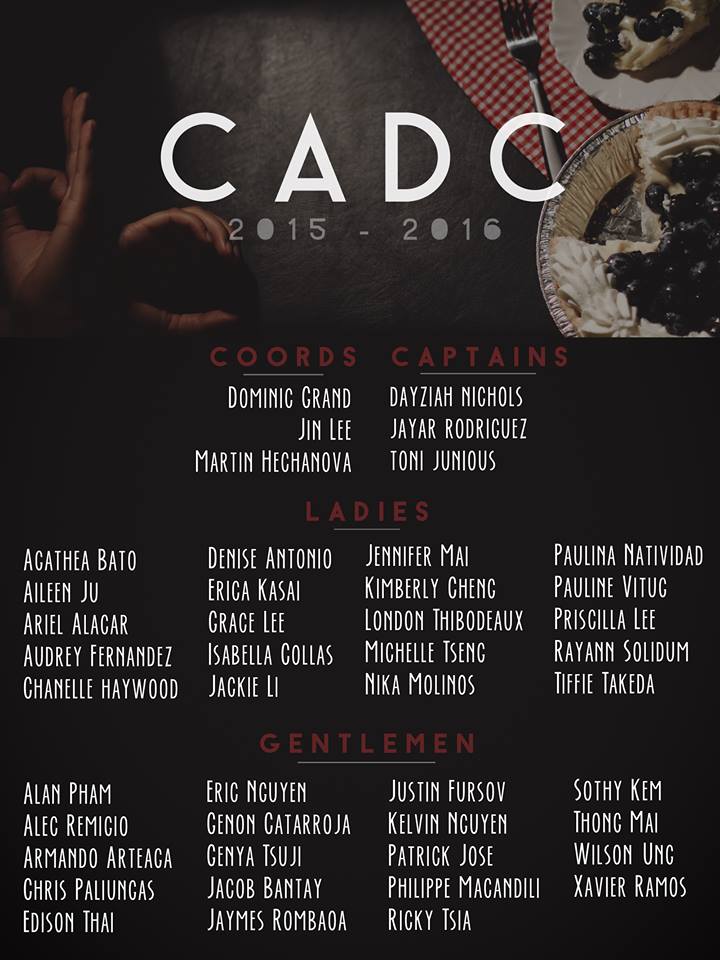 CADC
2015 - 2016
COORDS
DOMINIC GRAND
JIN LEE
MARTIN HECHANOVA
CAPTAINS
DAYZIAH NICHOLS
JAYAR RODRIGUEZ
TONI JUNIOUS
LADIES
AGATHEA BATO
AILEEN JU
ARIEL ALAGAR
AUDREY FERNANDEZ
CHANELLE HAYWOOD
DENISE ANTONIO
ERICA KASAI
GRACE LEE
ISABELLA COLLAS
JACKIE LI
JENNIFER MAI
KIMBERLY CHENG
LONDON THIBODEAUX
MICHELLE TSENG
NIKA MOLINOS
PAULINA NATIVIDAD
PAULINE VITUG
PRISCILLA LEE
RAYANN SOLIDUM
TIFFIE TAKEDA
GENTLEMEN
ALAN PHAM
ALEC REMIGIO
ARMANDO ARTEAGA
CHRIS PALIUNGAS
EDISON THAI
ERIC NGUYEN
GENON CATARROJA
GENYA TSUJI
JACOB BANTAY
JAYMES ROMBAOA
JUSTIN FURSOV
KELVIN NGUYEN
PATRICK JOSE
PHILIPPE MAGANDILI
RICKY TSIA
SOTHY KEM
THONG MAI
WILSON UNG
XAVIER RAMOS